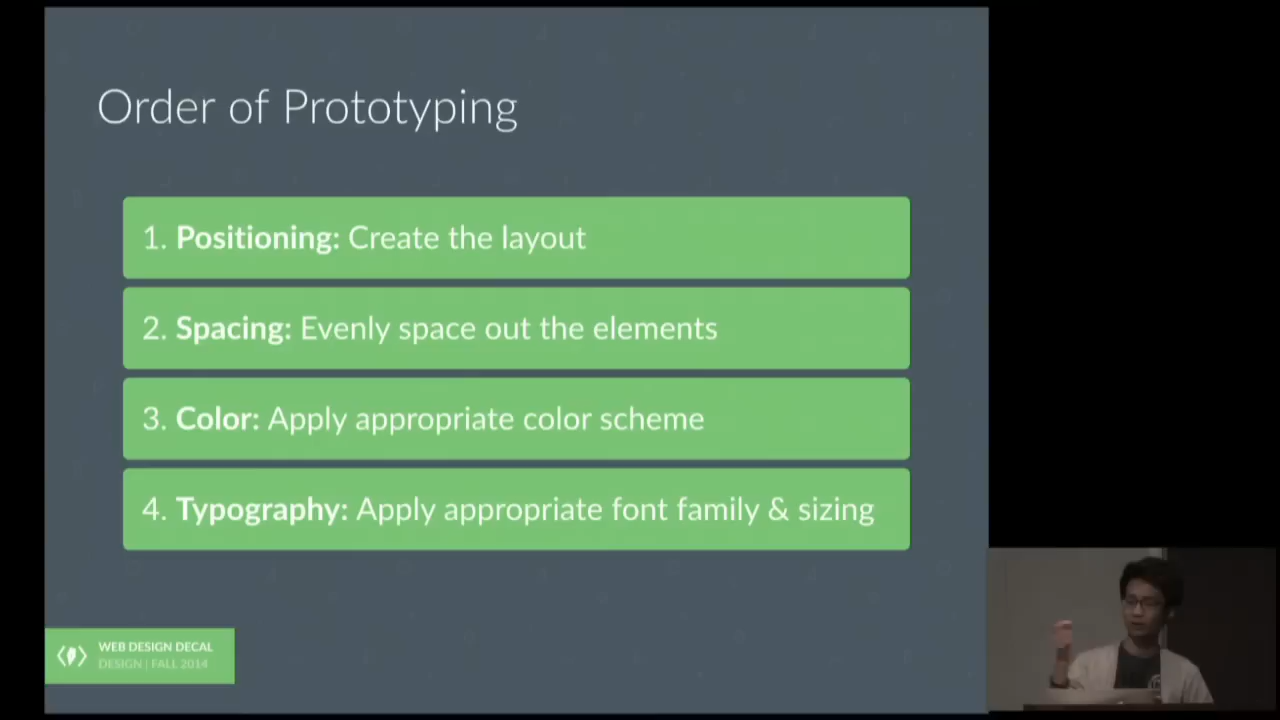 Order of Prototyping
1. Positioning: Create the layout
2. Spacing: Evenly space out the elements
3. Color: Apply appropriate color scheme
4. Typography: Apply appropriate font family & sizing
WEB DESIGN DECAL
DESIGN | FALL 2014